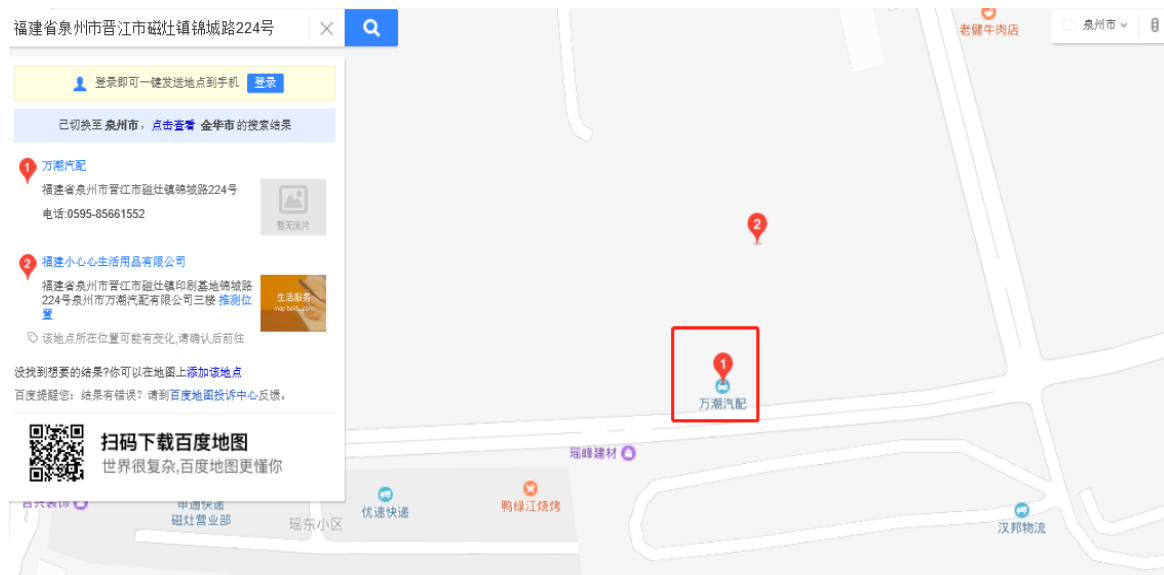 福建省泉州市晋江市磁灶镇锦城路224号
泉州市
登录即可一键发送地点到手机 登录
已切换至 泉州市，点击查看 金华市 的搜索结果
1 万潮汽配
福建省泉州市晋江市磁灶镇锦城路224号
电话:0595-85661552
暂无图片
2 福建小心心生活用品有限公司
福建省泉州市晋江市磁灶镇印刷基地锦城路
224号泉州市万潮汽配有限公司三楼 推测位
置
生活服务
map.baidu.com
该地点所在位置可能有变化,请确认后前往
没找到想要的结果?你可以在地图上添加该地点
百度提醒您：结果有错误？请到百度地图投诉中心反馈。
扫码下载百度地图
世界很复杂,百度地图更懂你
老健牛肉店
2
1
万潮汽配
瑶峰建材
申通快递
磁灶营业部
瑶东小区
优速快递
鸭绿江烧烤
汉邦物流